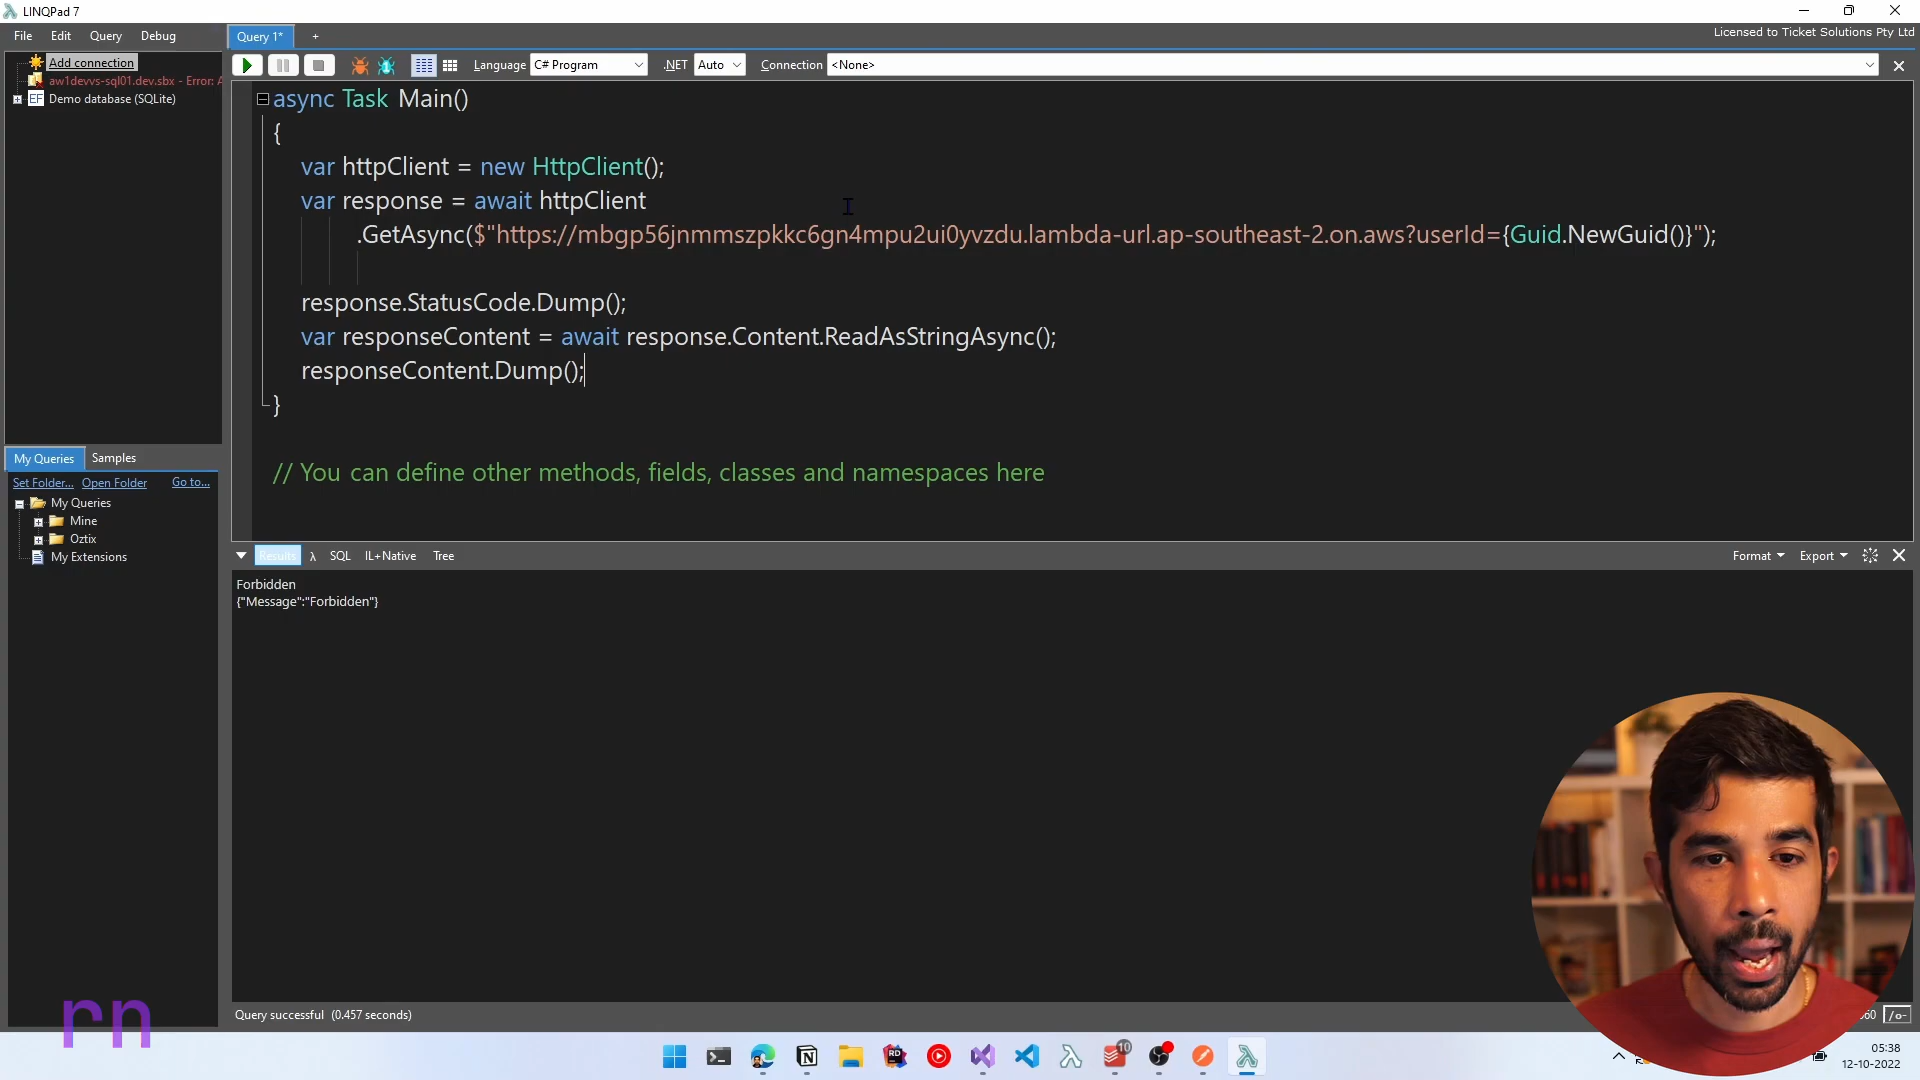 LINQPad 7
File Edit Query Debug
Query 1* +
Licensed to Ticket Solutions Pty Ltd
Add connection
aw1devvs-sql01.dev.sbx - Error: A
Demo database (SQLite)
Language C# Program .NET Auto Connection <None>
async Task Main()
{
var httpClient = new HttpClient();
var response = await httpClient
.GetAsync($"https://mbgp56jnmmszpkkc6gn4mpu2ui0yvzdu.lambda-url.ap-southeast-2.on.aws?userId={Guid.NewGuid()}");
response.StatusCode.Dump();
var responseContent = await response.Content.ReadAsStringAsync();
responseContent.Dump();
}
// You can define other methods, fields, classes and namespaces here
My Queries Samples
Set Folder... Open Folder Go to...
My Queries
Mine
Oztix
My Extensions
Results λ SQL IL+Native Tree
Format Export
Forbidden
{"Message":"Forbidden"}
rn
Query successful (0.457 seconds)
60 /o-
10
05:38
12-10-2022